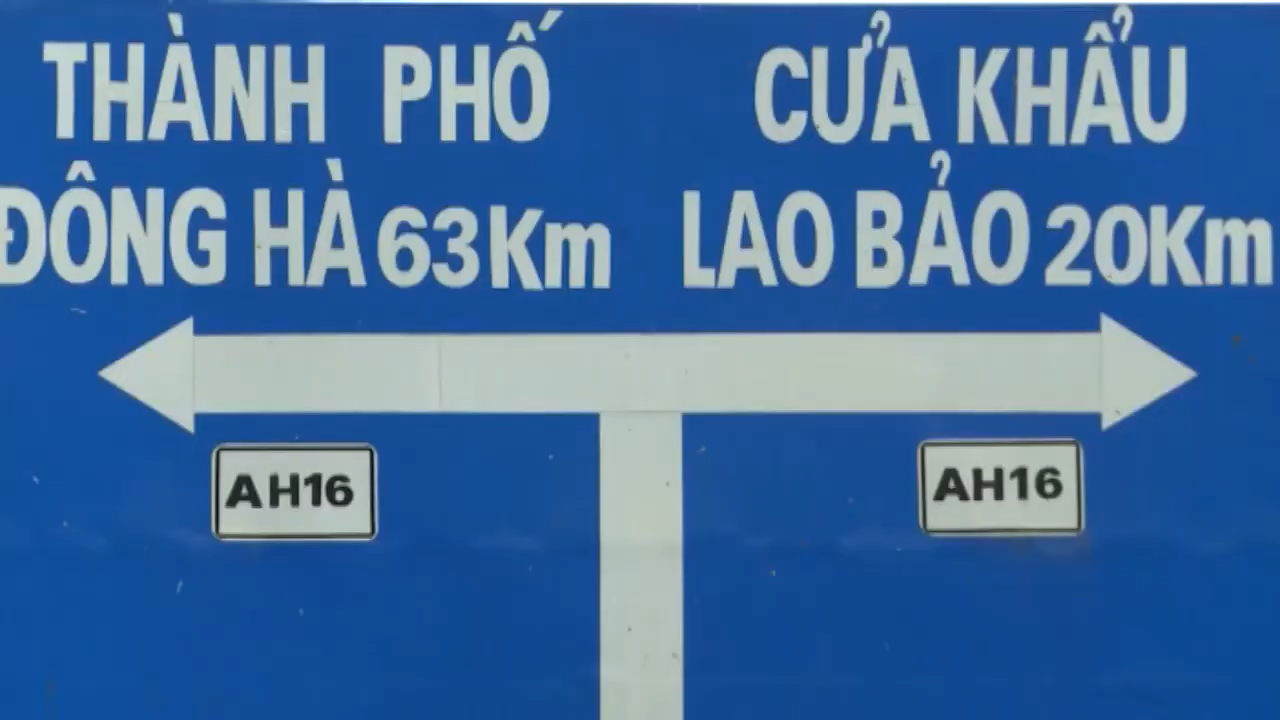 THÀNH PHỐ
ĐÔNG HÀ 63Km
CỬA KHẨU
LAO BẢO 20Km
AH16
AH16